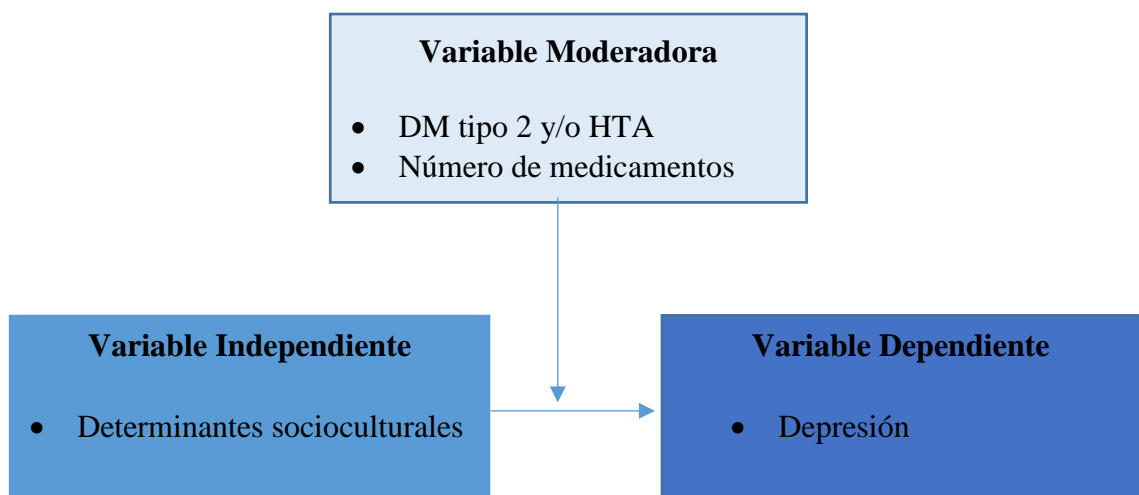 Variable Moderadora
• DM tipo 2 y/o HTA
• Número de medicamentos
Variable Independiente
• Determinantes socioculturales
Variable Dependiente
• Depresión